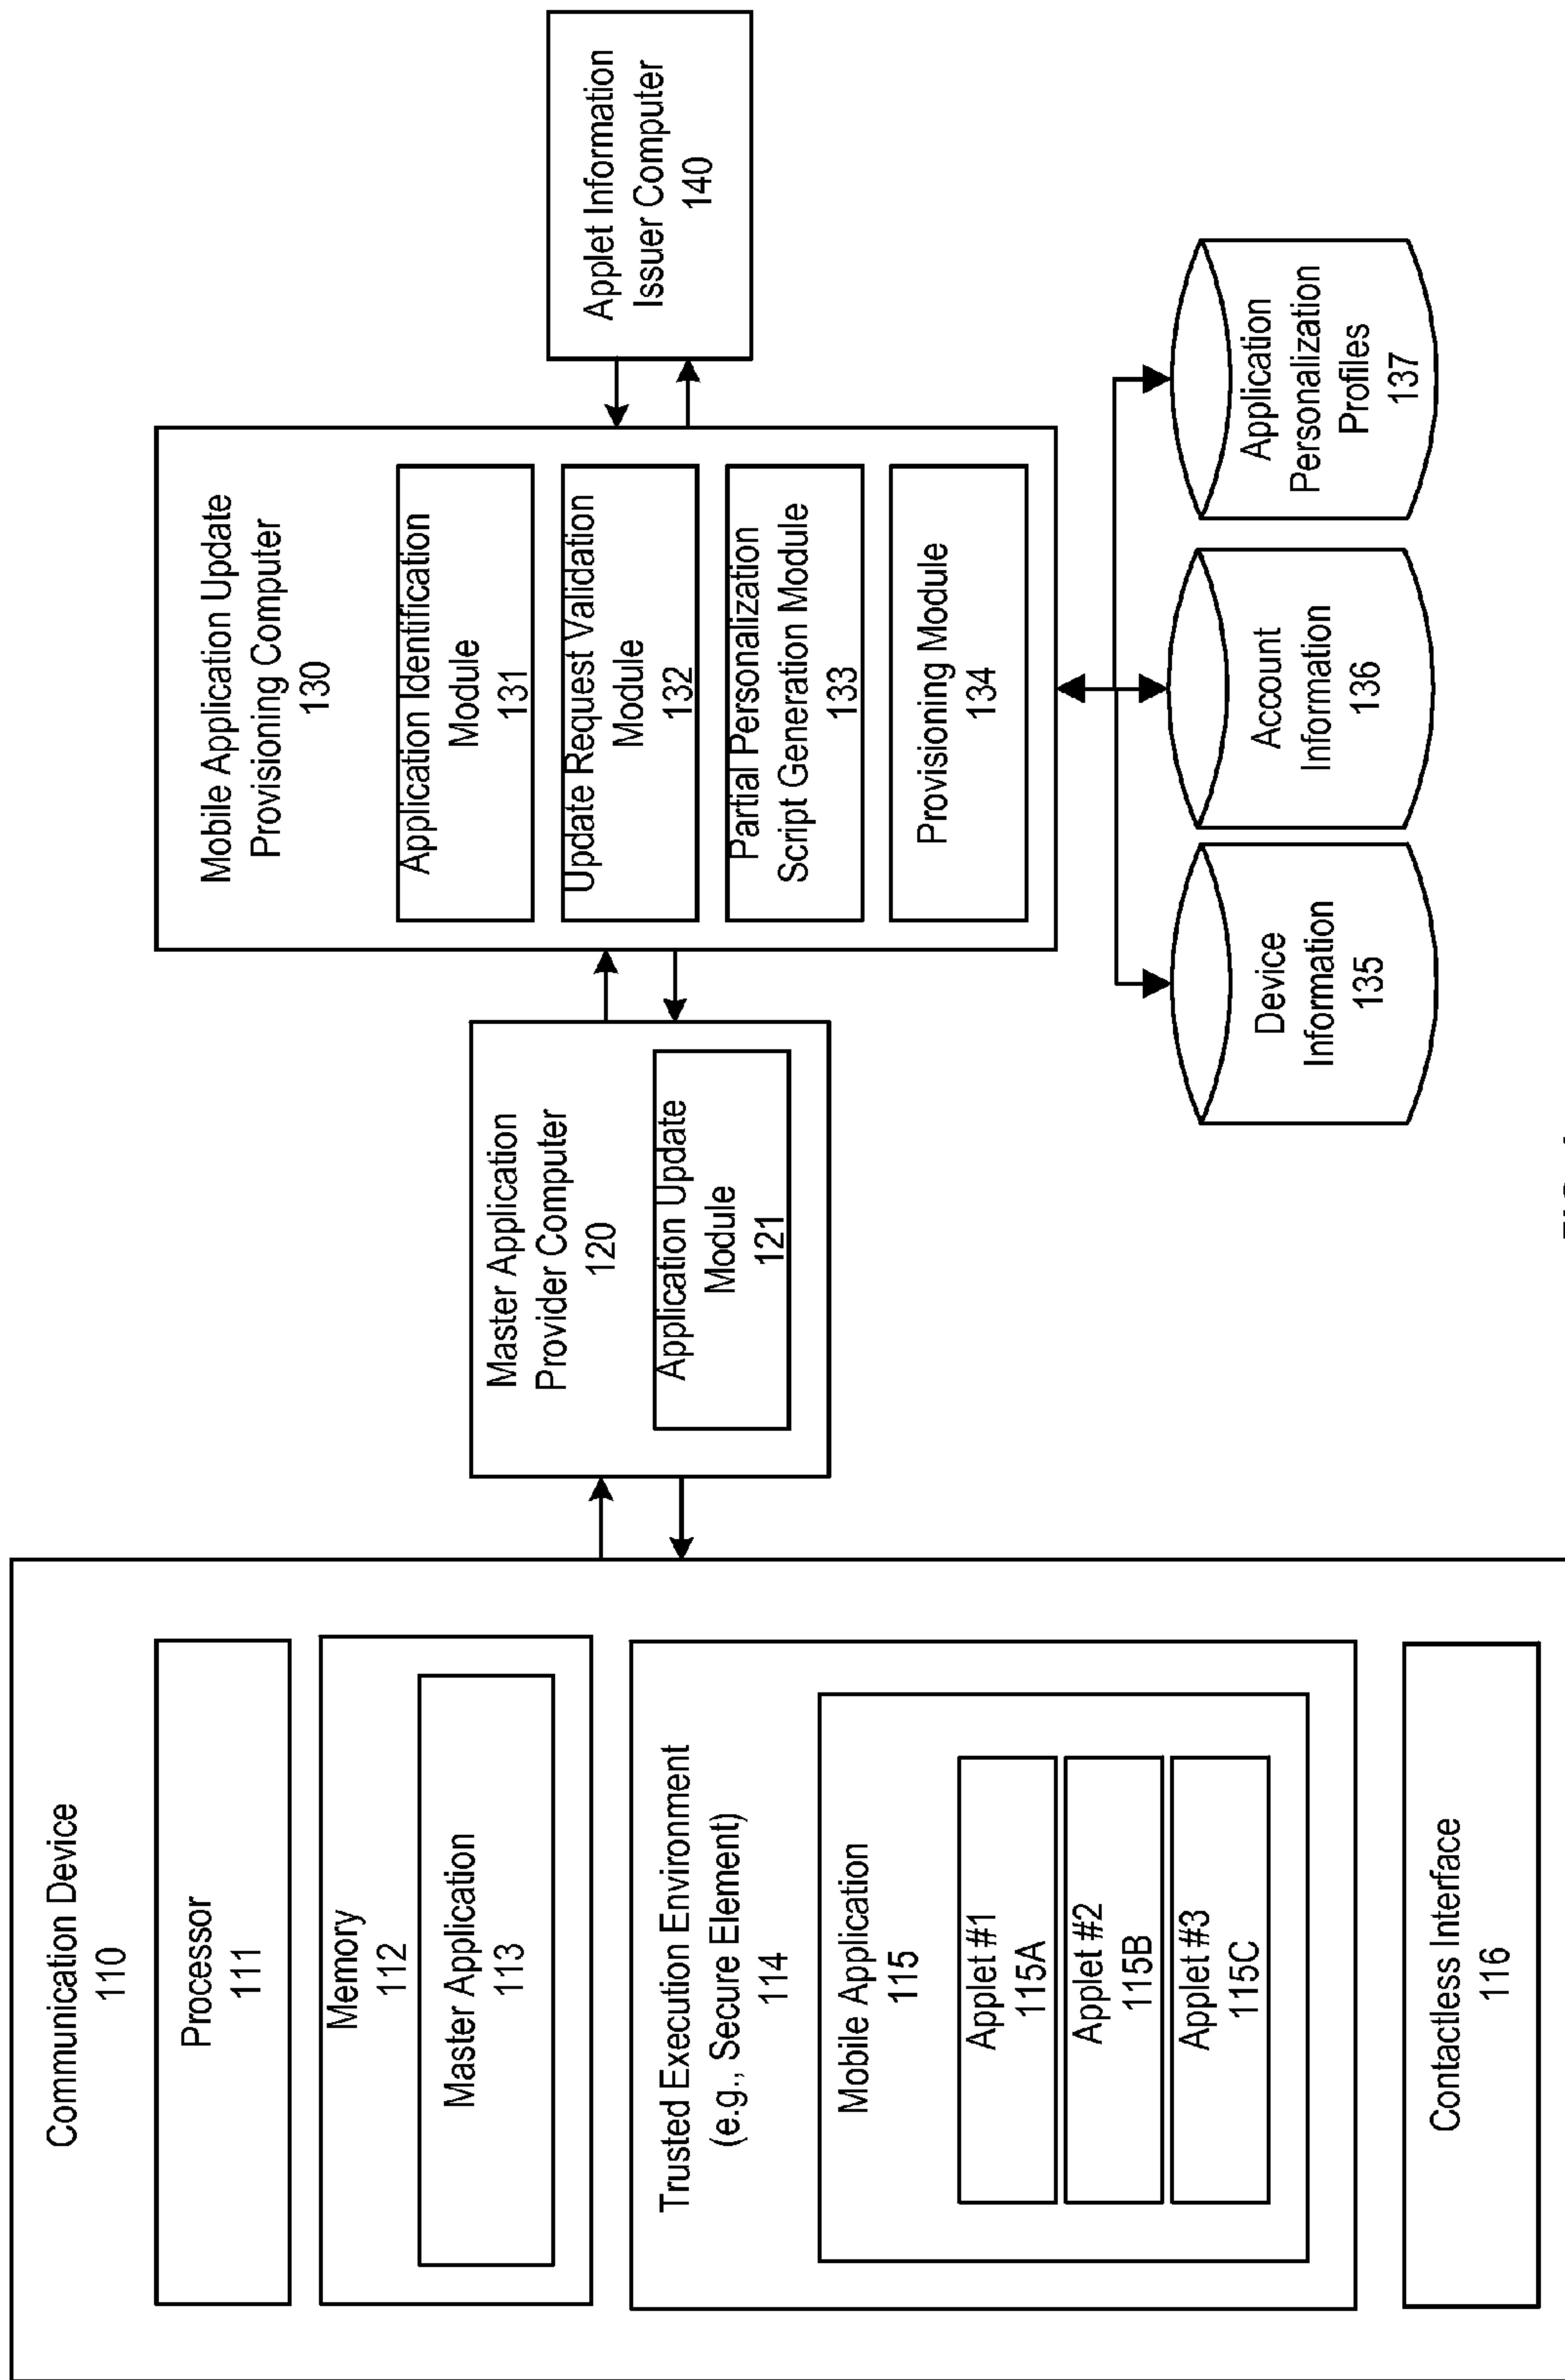 Communication Device
110
Processor
111
Memory
112
Master Application
113
Trusted Execution Environment
(e.g., Secure Element)
114
Mobile Application
115
Applet #1
115A
Applet #2
115B
Applet #3
115C
Contactless Interface
116
Master Application
Provider Computer
120
Application Update
Module
121
Mobile Application Update
Provisioning Computer
130
Application Identification
Module
131
Update Request Validation
Module
132
Partial Personalization
Script Generation Module
133
Provisioning Module
134
Device
Information
135
Account
Information
136
Application
Personalization
Profiles
137
Applet Information
Issuer Computer
140